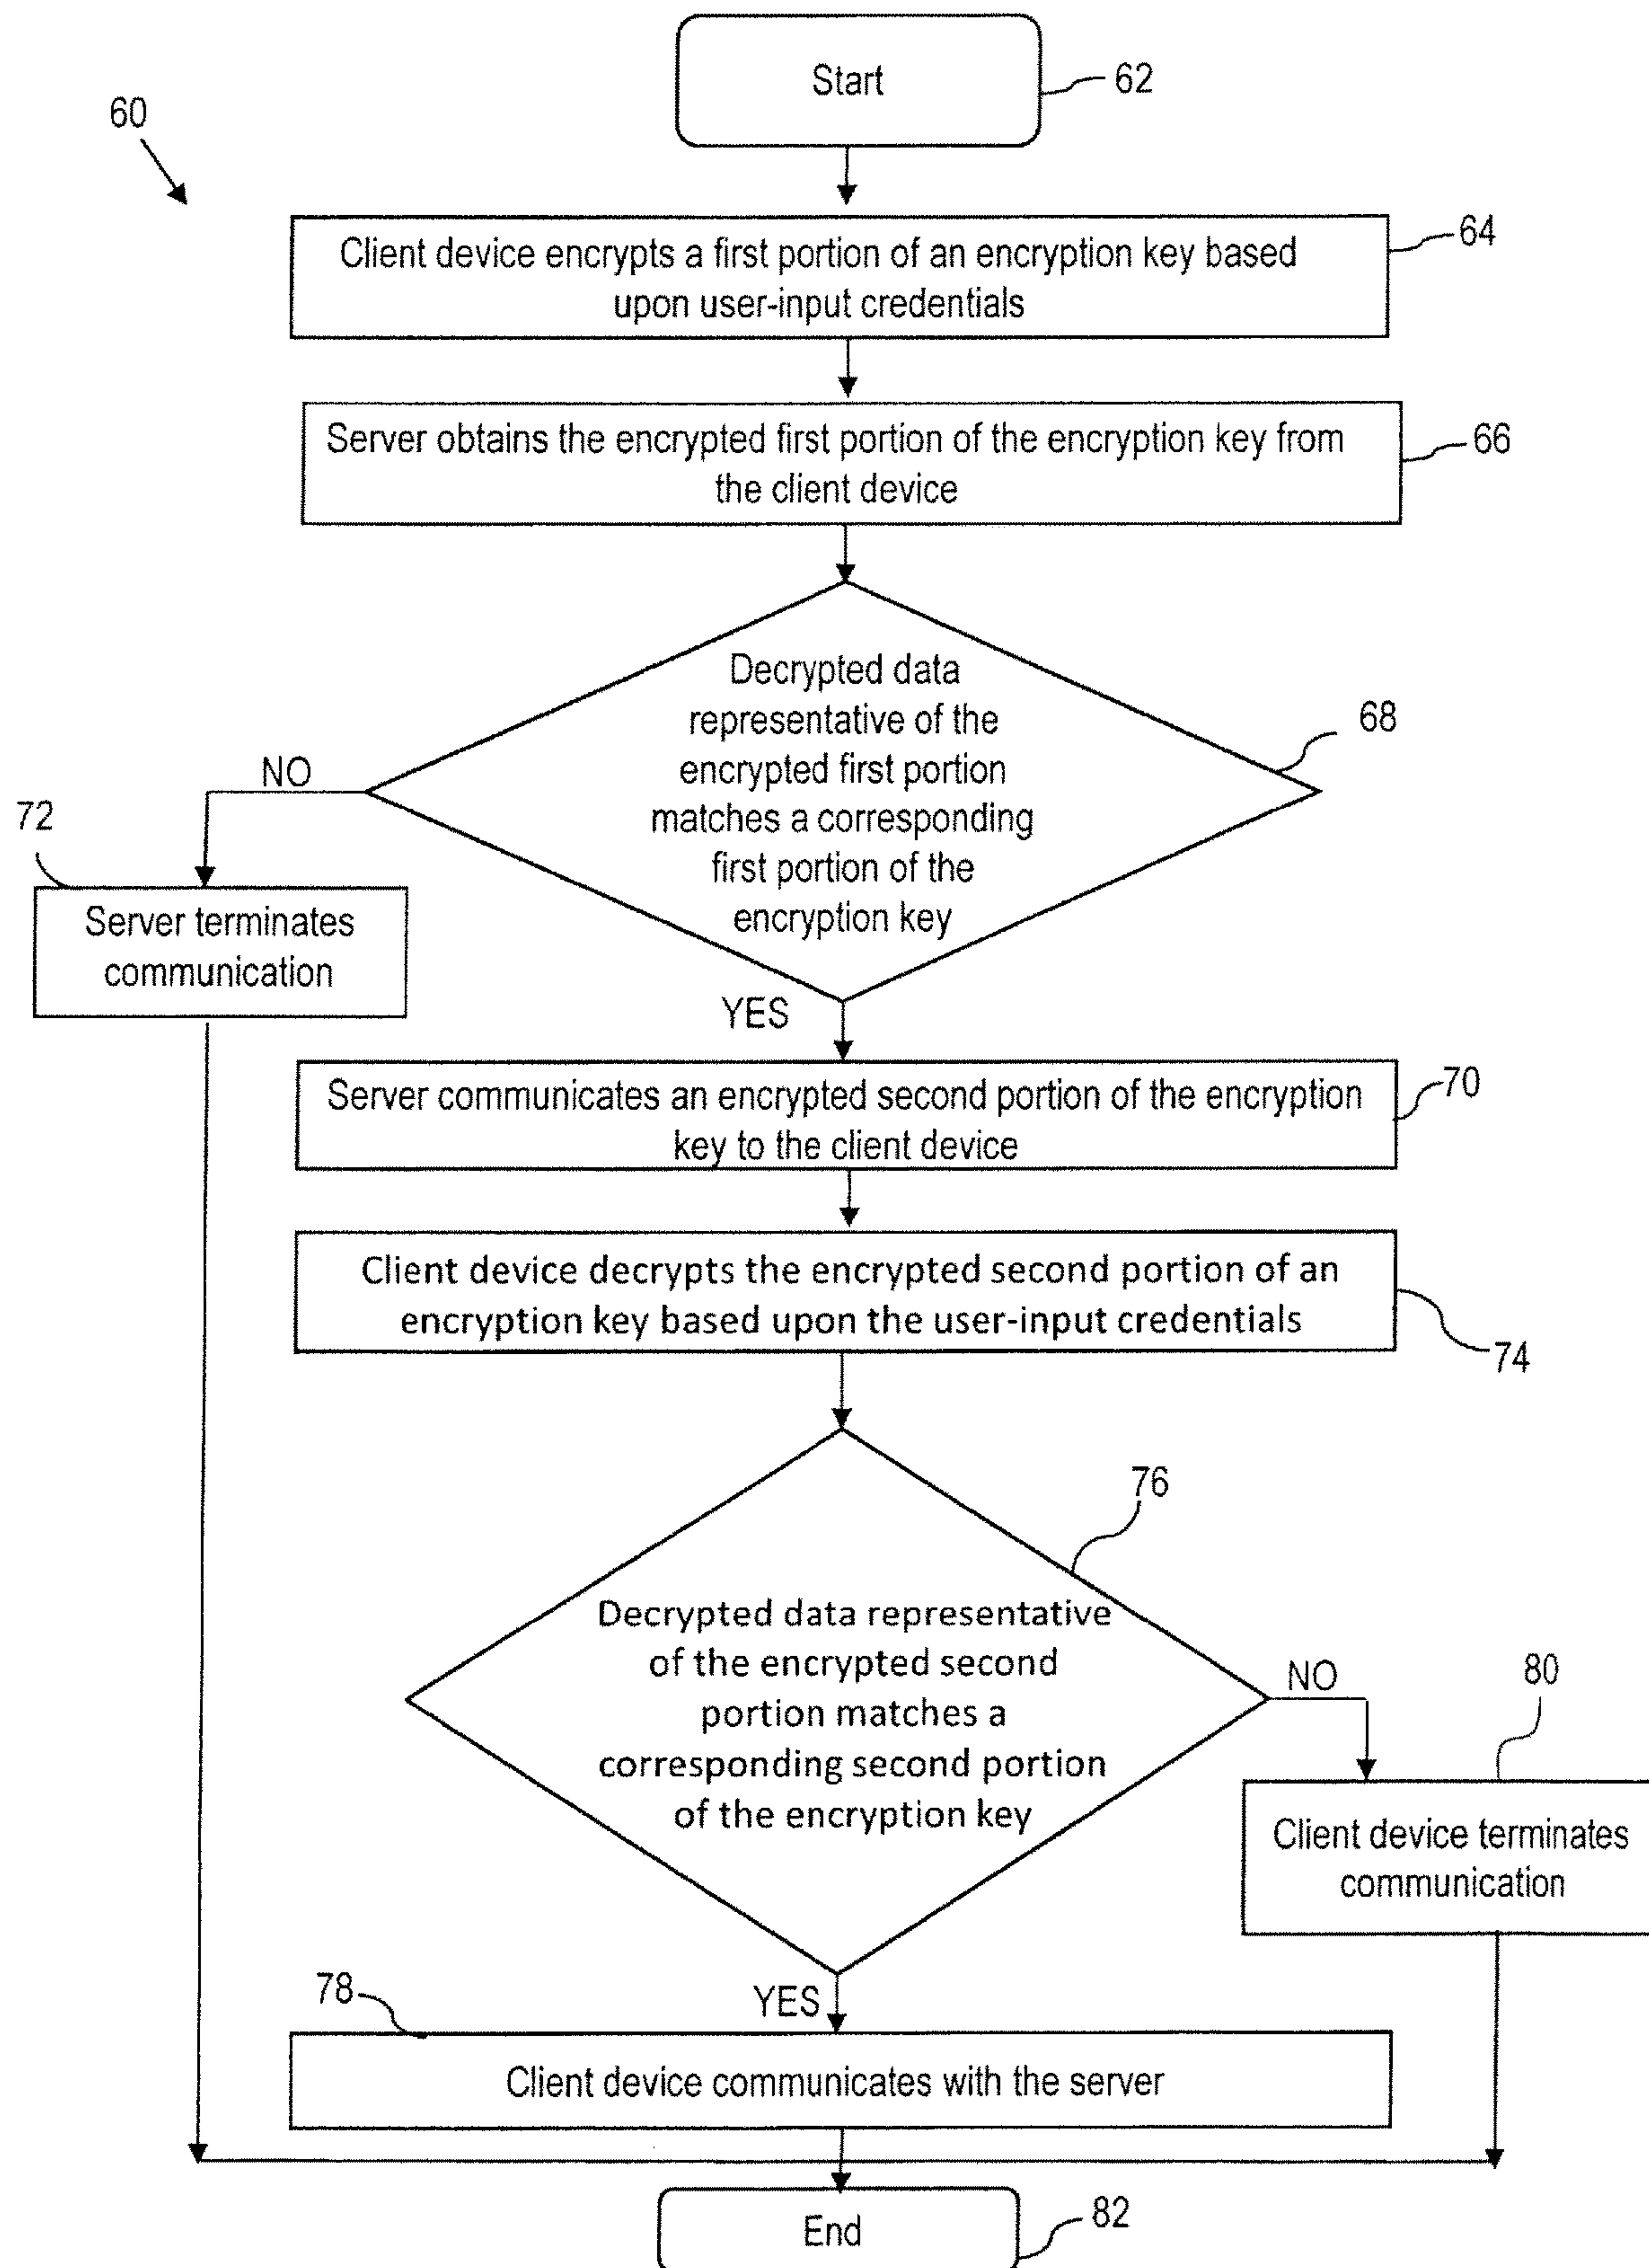 Start
62
60
Client device encrypts a first portion of an encryption key based
upon user-input credentials
64
Server obtains the encrypted first portion of the encryption key from
the client device
66
Decrypted data
representative of the
encrypted first portion
matches a corresponding
first portion of the
encryption key
68
NO
72
Server terminates
communication
YES
Server communicates an encrypted second portion of the encryption
key to the client device
70
Client device decrypts the encrypted second portion of an
encryption key based upon the user-input credentials
74
76
Decrypted data representative
of the encrypted second
portion matches a
corresponding second portion
of the encryption key
NO
80
Client device terminates
communication
YES
78
Client device communicates with the server
End
82